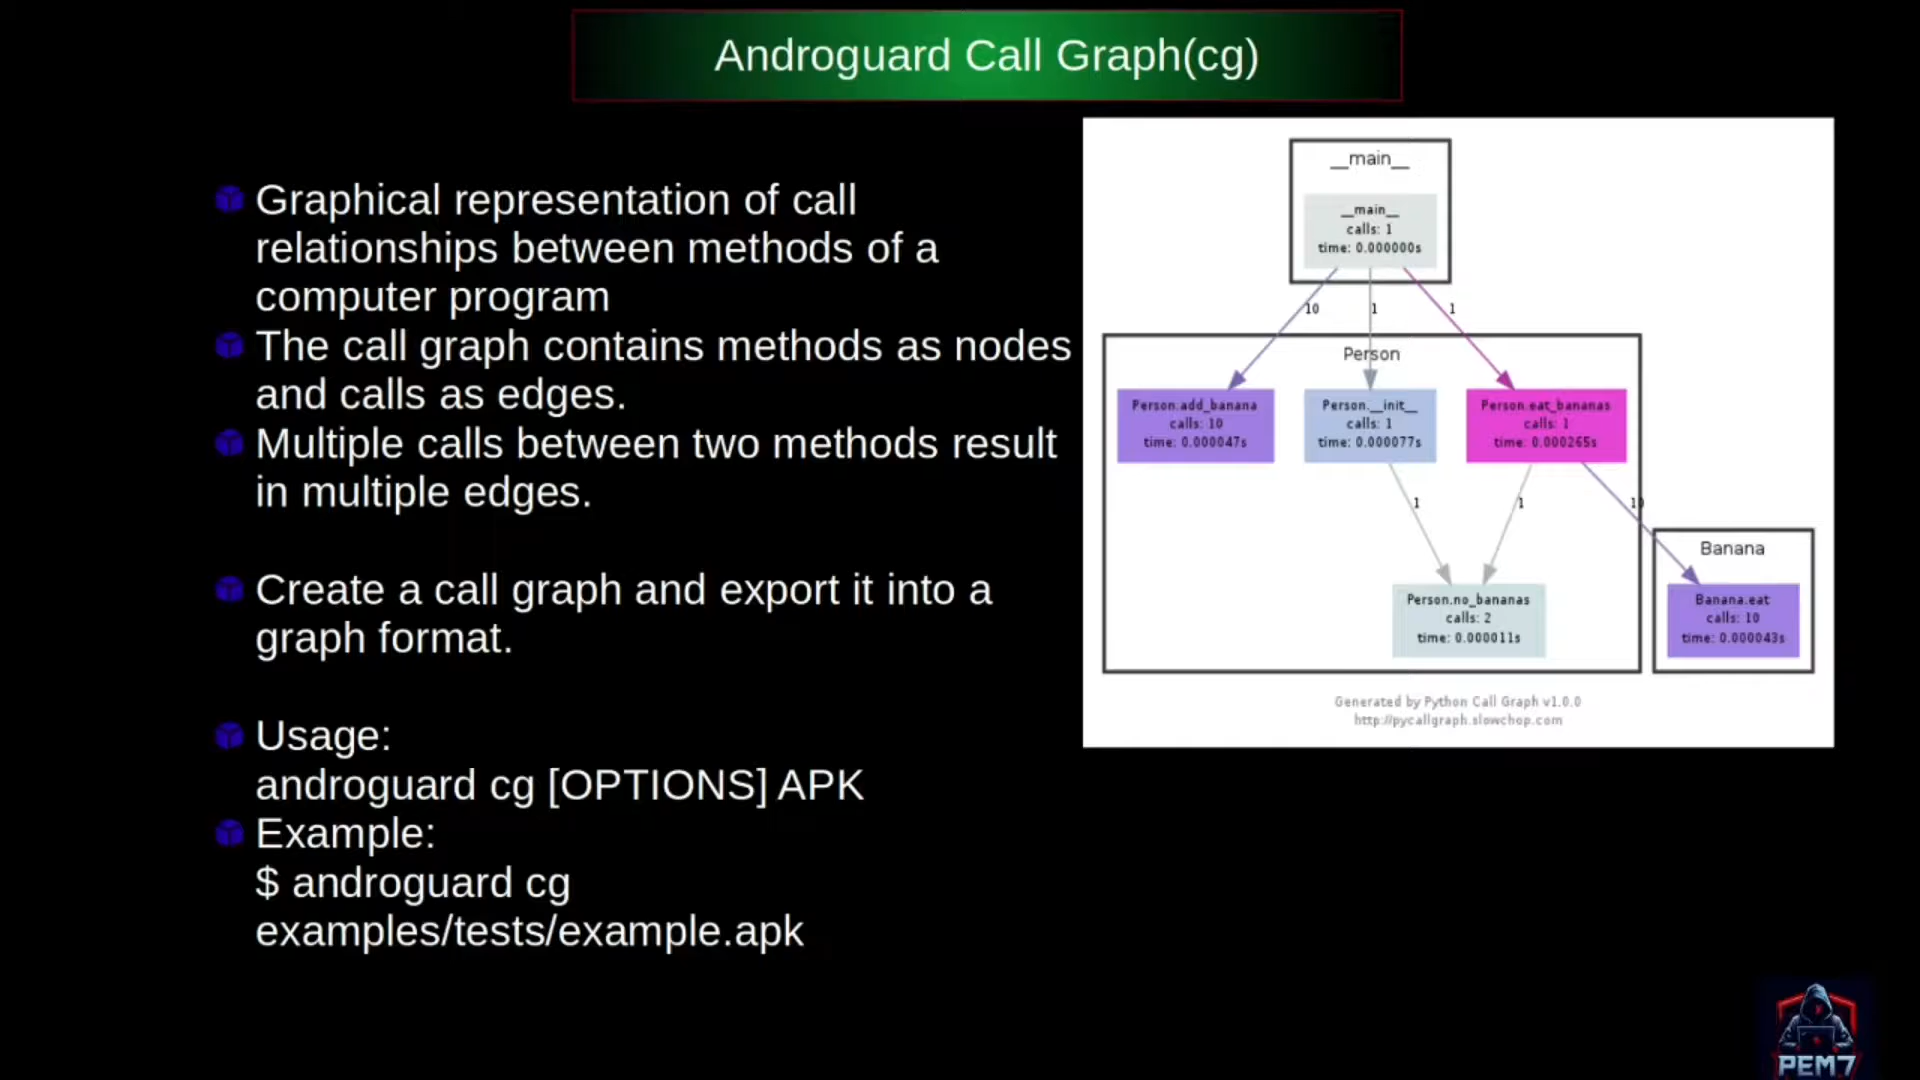 Androguard Call Graph(cg)
Graphical representation of call
relationships between methods of a
computer program
The call graph contains methods as nodes
and calls as edges.
Multiple calls between two methods result
in multiple edges.
Create a call graph and export it into a
graph format.
Usage:
androguard cg [OPTIONS] APK
Example:
$ androguard cg
examples/tests/example.apk
__main__
__main__
calls: 1
time: 0.000000s
10
1
1
Person
Person.add_banana
calls: 10
time: 0.000047s
Person.__init__
calls: 1
time: 0.000077s
Person.eat_bananas
calls: 1
time: 0.000265s
1
1
10
Banana
Person.no_bananas
calls: 2
time: 0.000011s
Banana.eat
calls: 10
time: 0.000043s
Generated by Python Call Graph v1.0.0
http://pycallgraph.slowchop.com
PEM7